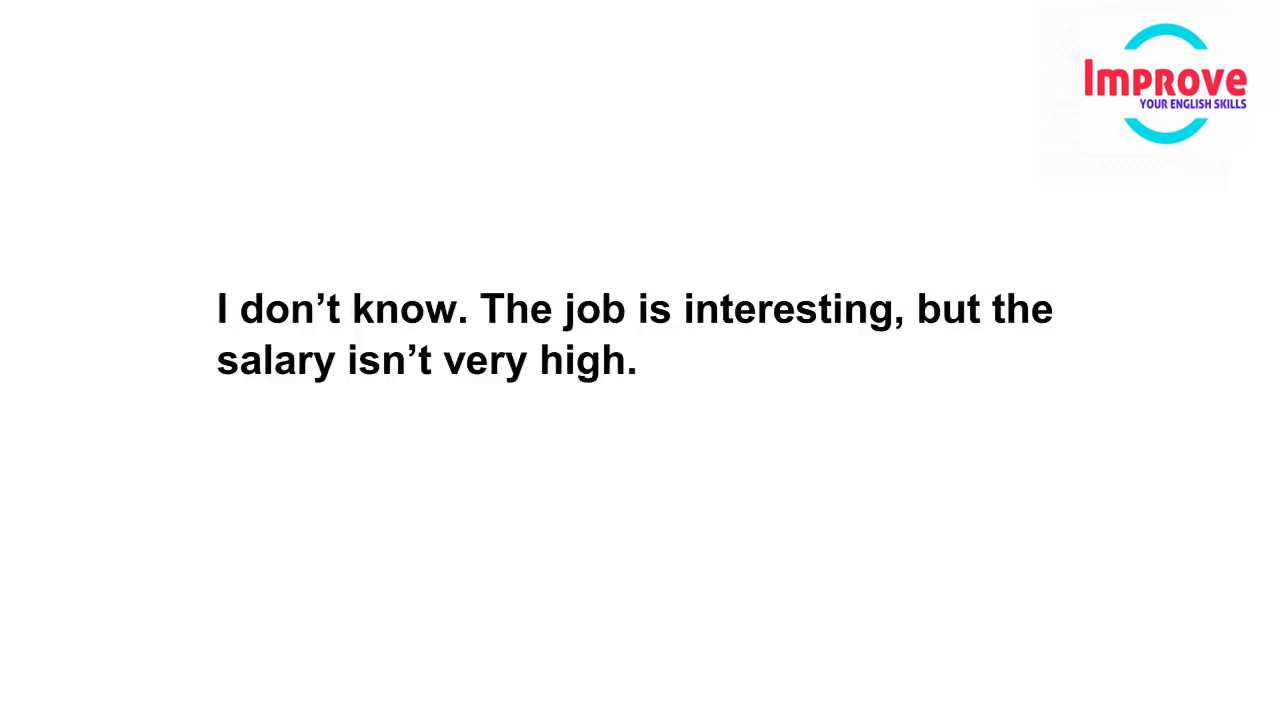 Improve
YOUR ENGLISH SKILLS
I don’t know. The job is interesting, but the
salary isn’t very high.